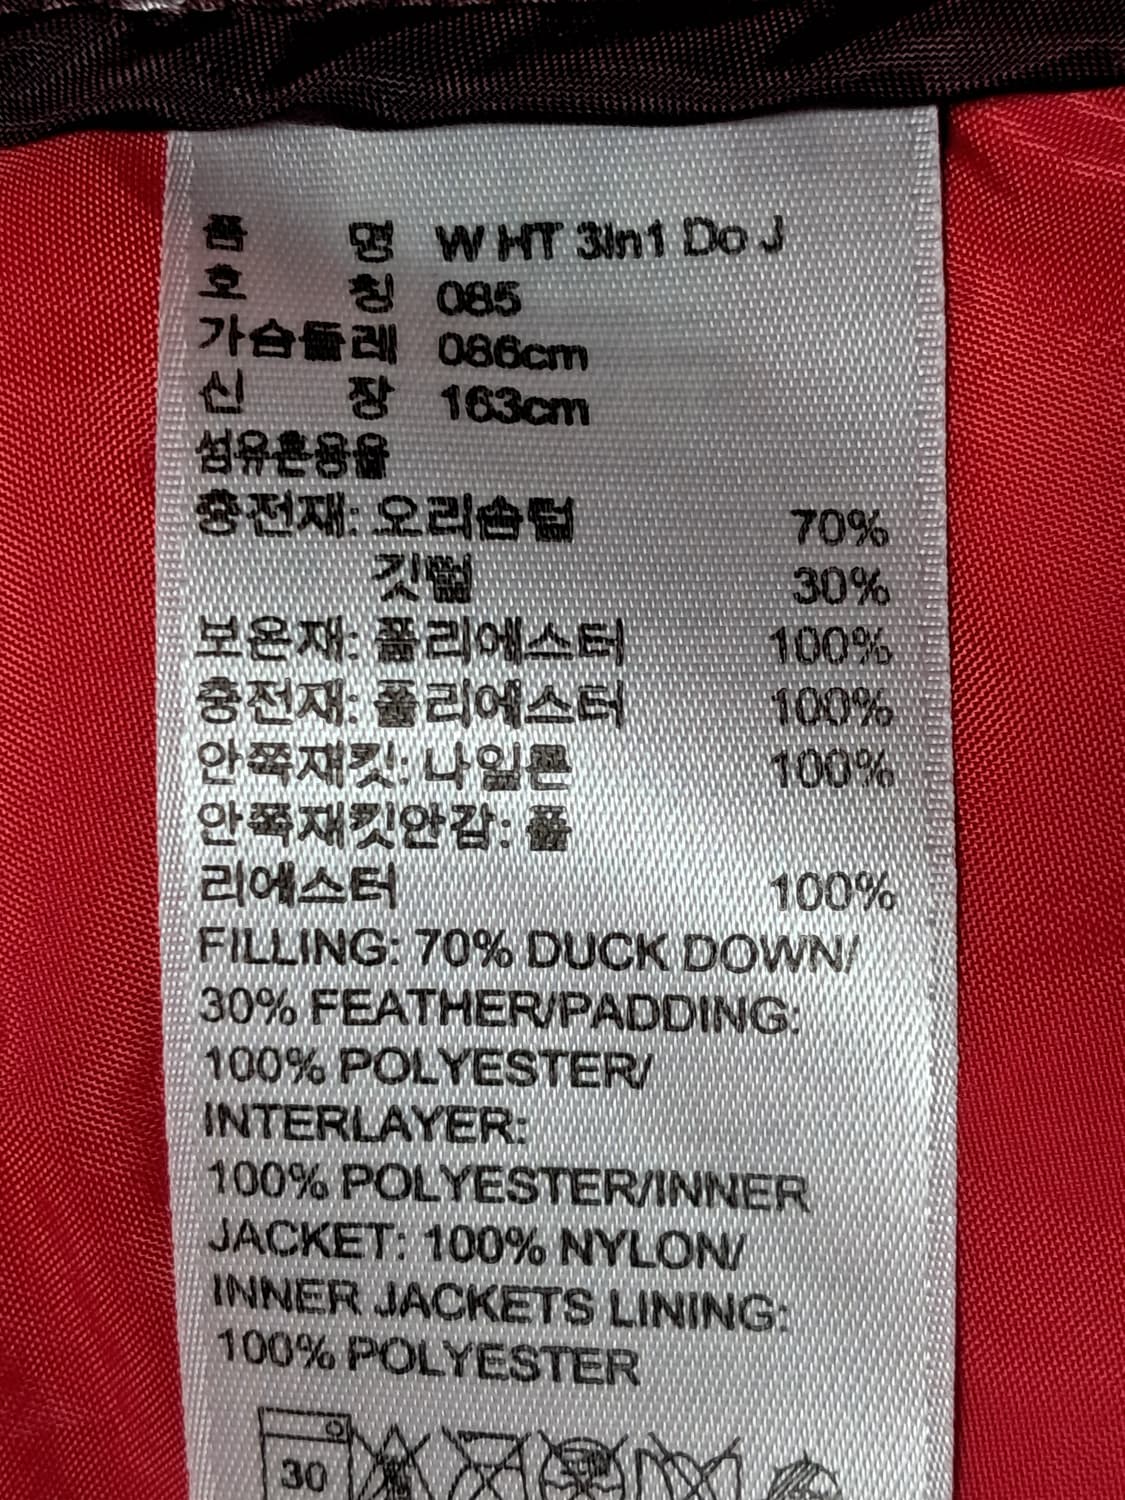 품 명 W HT 3in1 Do J
호 칭 085
가슴둘레 086cm
신 장 163cm
섬유혼용율
충전재: 오리솜털 70%
깃털 30%
보온재: 폴리에스터 100%
충전재: 폴리에스터 100%
안쪽재킷: 나일론 100%
안쪽재킷안감: 폴
리에스터 100%
FILLING: 70% DUCK DOWN/
30% FEATHER/PADDING:
100% POLYESTER/
INTERLAYER:
100% POLYESTER/INNER
JACKET: 100% NYLON/
INNER JACKETS LINING:
100% POLYESTER
30